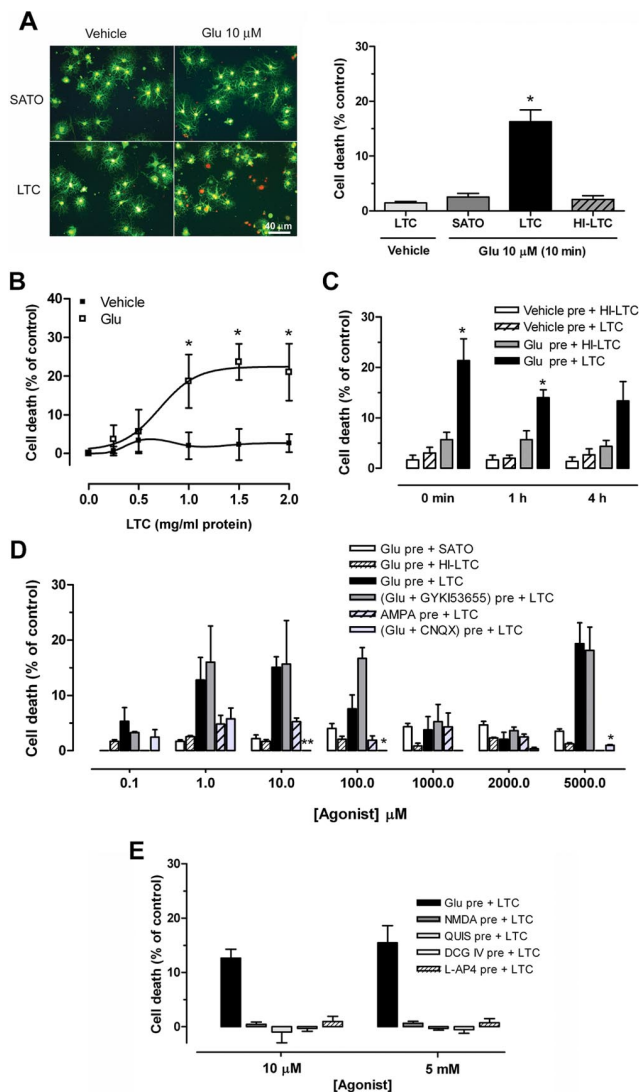 A
Vehicle
Glu 10 µM
SATO
LTC
40 µm
Cell death (% control)
25
20
15
10
5
0
*
LTC
SATO
LTC
HI-LTC
Vehicle
Glu 10 µM (10 min)
B
Vehicle
Glu
Cell death (% of control)
40
30
20
10
0
* * *
0.0 0.5 1.0 1.5 2.0
LTC (mg/ml protein)
C
Vehicle pre + HI-LTC
Vehicle pre + LTC
Glu pre + HI-LTC
Glu pre + LTC
Cell death (% of control)
30
20
10
0
* *
0 min 1 h 4 h
D
Glu pre + SATO
Glu pre + HI-LTC
Glu pre + LTC
(Glu + GYKI53655) pre + LTC
AMPA pre + LTC
(Glu + CNQX) pre + LTC
Cell death (% of control)
30
20
10
0
** * *
0.1 1.0 10.0 100.0 1000.0 2000.0 5000.0
[Agonist] µM
E
Glu pre + LTC
NMDA pre + LTC
QUIS pre + LTC
DCG IV pre + LTC
L-AP4 pre + LTC
Cell death (% of control)
30
20
10
0
10 µM 5 mM
[Agonist]